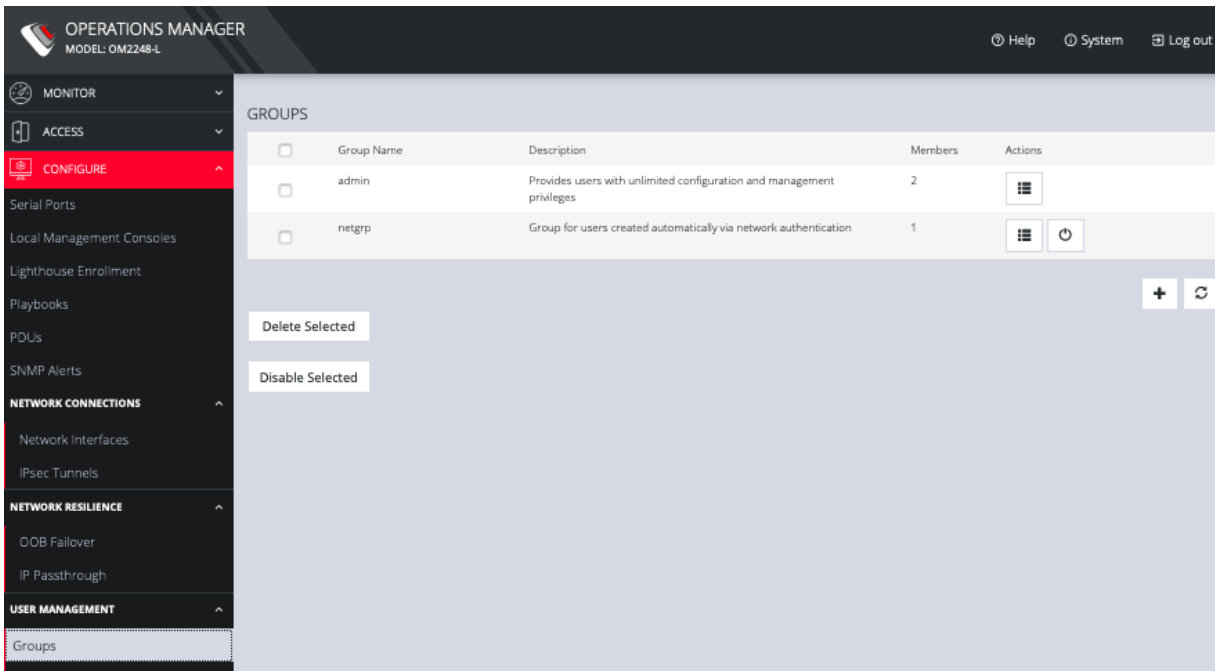 OPERATIONS MANAGER
MODEL: OM2248-L
Help
System
Log out
MONITOR
ACCESS
CONFIGURE
Serial Ports
Local Management Consoles
Lighthouse Enrollment
Playbooks
PDUs
SNMP Alerts
NETWORK CONNECTIONS
Network Interfaces
IPsec Tunnels
NETWORK RESILIENCE
OOB Failover
IP Passthrough
USER MANAGEMENT
Groups
GROUPS
Group Name Description Members Actions
admin Provides users with unlimited configuration and management 2
privileges
netgrp Group for users created automatically via network authentication 1
Delete Selected
Disable Selected